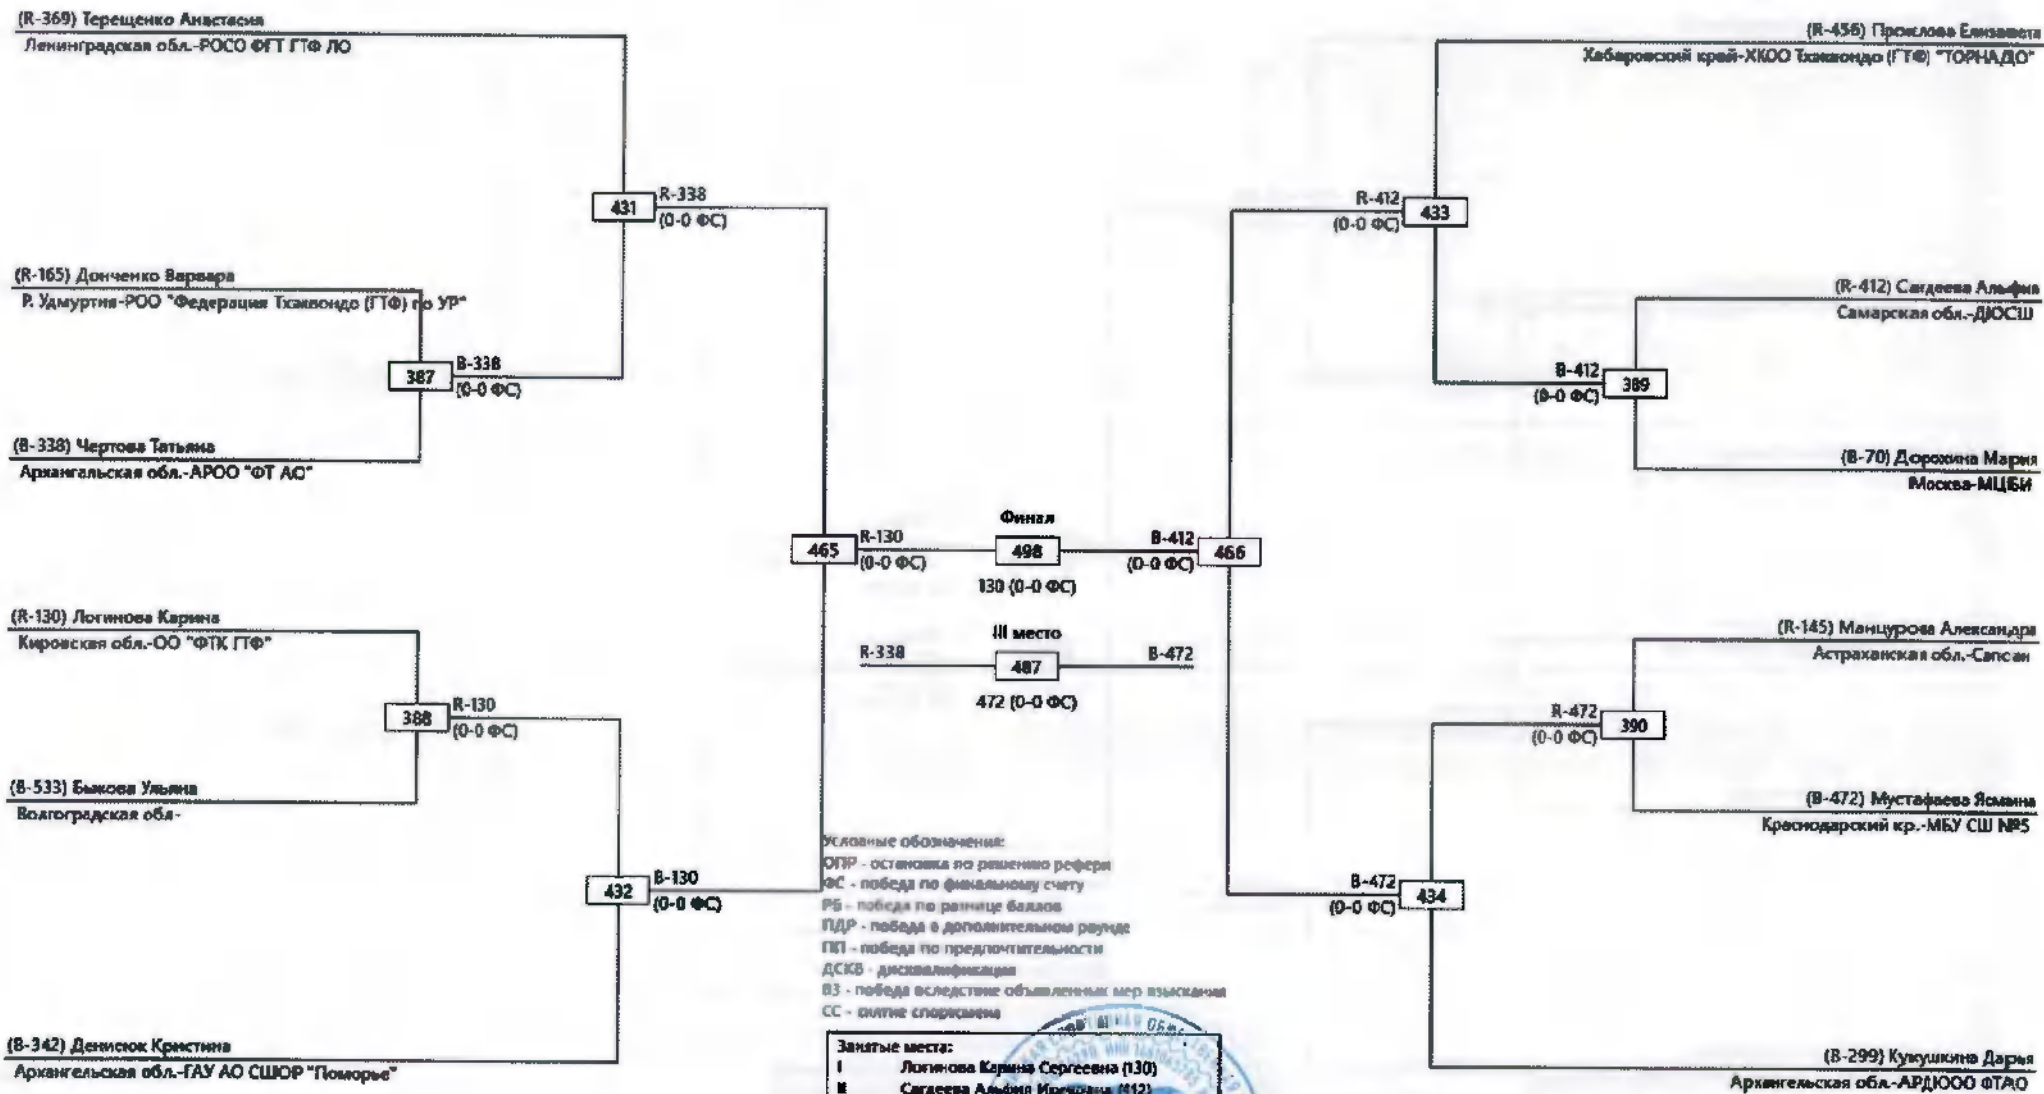 (R-369) Терещенко Анастасия
Ленинградская обл.-РОСО ФГТ ГТФ ЛО
431
R-338
(0-0 ФС)
(R-165) Донченко Варвара
Р. Удмуртия-РОО "Федерация Тхэквондо (ГТФ) по УР"
387
B-338
(0-0 ФС)
(B-338) Чертова Татьяна
Архангельская обл.-АРОО "ФТ АО"
465
R-130
(0-0 ФС)
(R-130) Логинова Карина
Кировская обл.-ОО "ФТК ГТФ"
388
R-130
(0-0 ФС)
(B-533) Быкова Ульяна
Волгоградская обл-
432
B-130
(0-0 ФС)
(B-342) Денисюк Кристина
Архангельская обл.-ГАУ АО СШОР "Поморье"
Финал
498
130 (0-0 ФС)
III место
R-338
487
B-472
472 (0-0 ФС)
(R-456) Елизавета
Хабаровский край-ХКОО Тхэквондо (ГТФ) "ТОРНАДО"
R-412
(0-0 ФС)
433
(R-412) Сагдеева Альфия
Самарская обл.-ДЮСШ
B-412
(0-0 ФС)
389
(B-70) Дорохина Мария
Москва-МЦБИ
B-412
(0-0 ФС)
466
(R-145) Манцурова Александра
Астраханская обл.-Сапсан
R-472
(0-0 ФС)
390
(B-472) Мустафаева Ясмина
Краснодарский кр.-МБУ СШ №5
B-472
(0-0 ФС)
434
(B-299) Кукушкина Дарья
Архангельская обл.-АРДЮОО ФТАО
Условные обозначения:
ОПР - остановка по решению рефери
ФС - победа по финальному счету
РБ - победа по разнице баллов
ПДР - победа в дополнительном раунде
ПП - победа по предпочтительности
ДСКВ - дисквалификация
ВЗ - победа вследствие объявленных мер взыскания
СС - снятие спортсмена
Занятые места:
I Логинова Карина Сергеевна (130)
II Сагдеева Альфия (412)